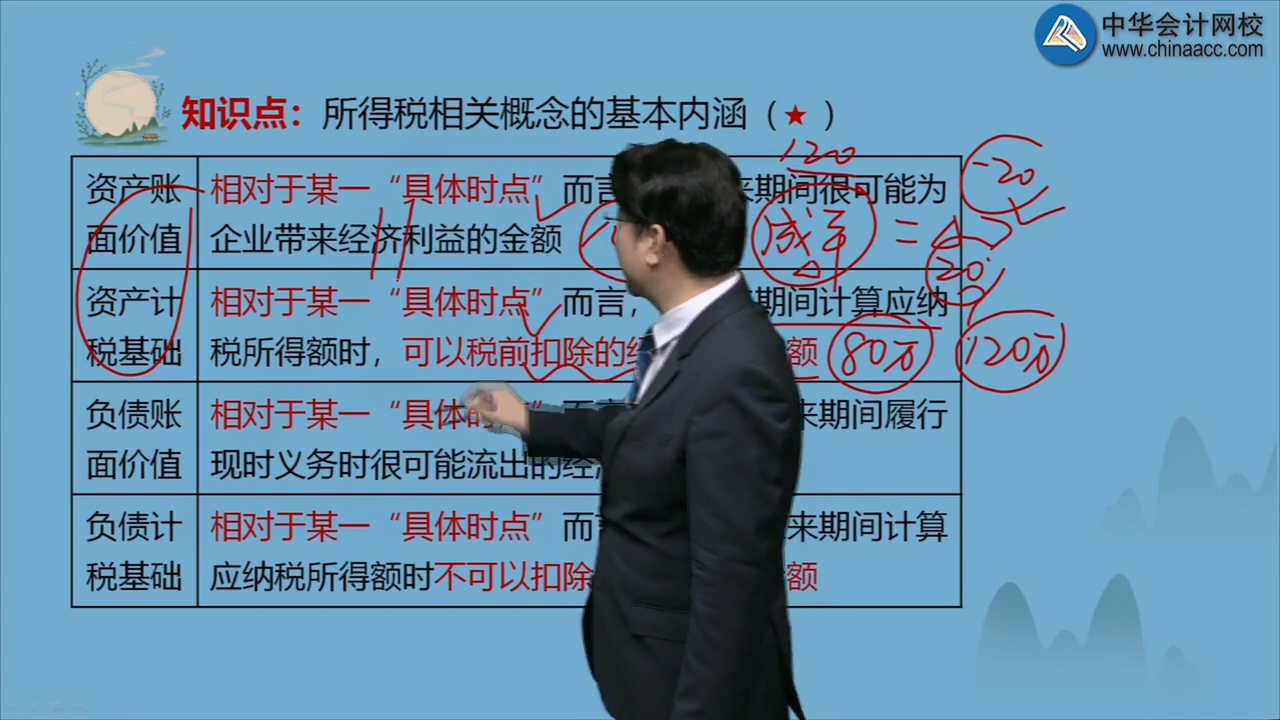 中华会计网校
www.chinaacc.com
知识点：所得税相关概念的基本内涵（★）
120
-20
资产账面价值
相对于某一“具体时点”而言 来期间很可能为
企业带来经济利益的金额
成本 =
20
资产计税基础
相对于某一“具体时点”而言， 期间计算应纳
税所得额时，可以税前扣除的经 额 80万 120万
负债账面价值
相对于某一“具体时 来期间履行
现时义务时很可能流出的经
负债计税基础
相对于某一“具体时点”而 来期间计算
应纳税所得额时不可以扣除 额